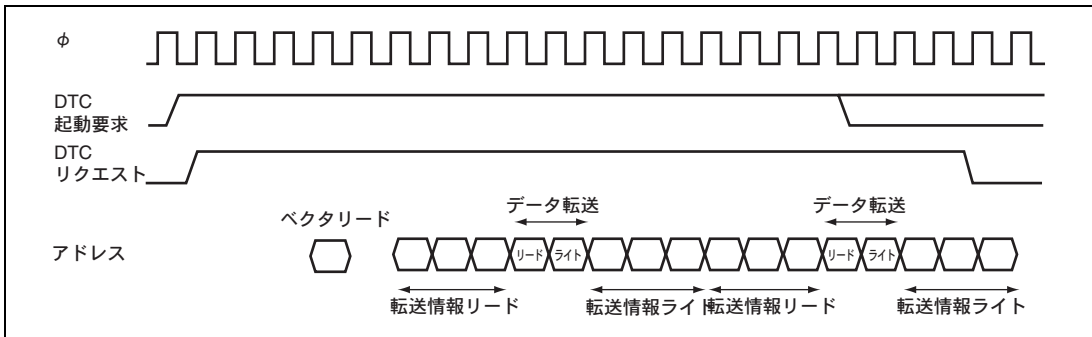 φ
DTC
起動要求
DTC
リクエスト
ベクタリード
データ転送
データ転送
アドレス
リード
ライト
リード
ライト
転送情報リード
転送情報ライト
転送情報リード
転送情報ライト